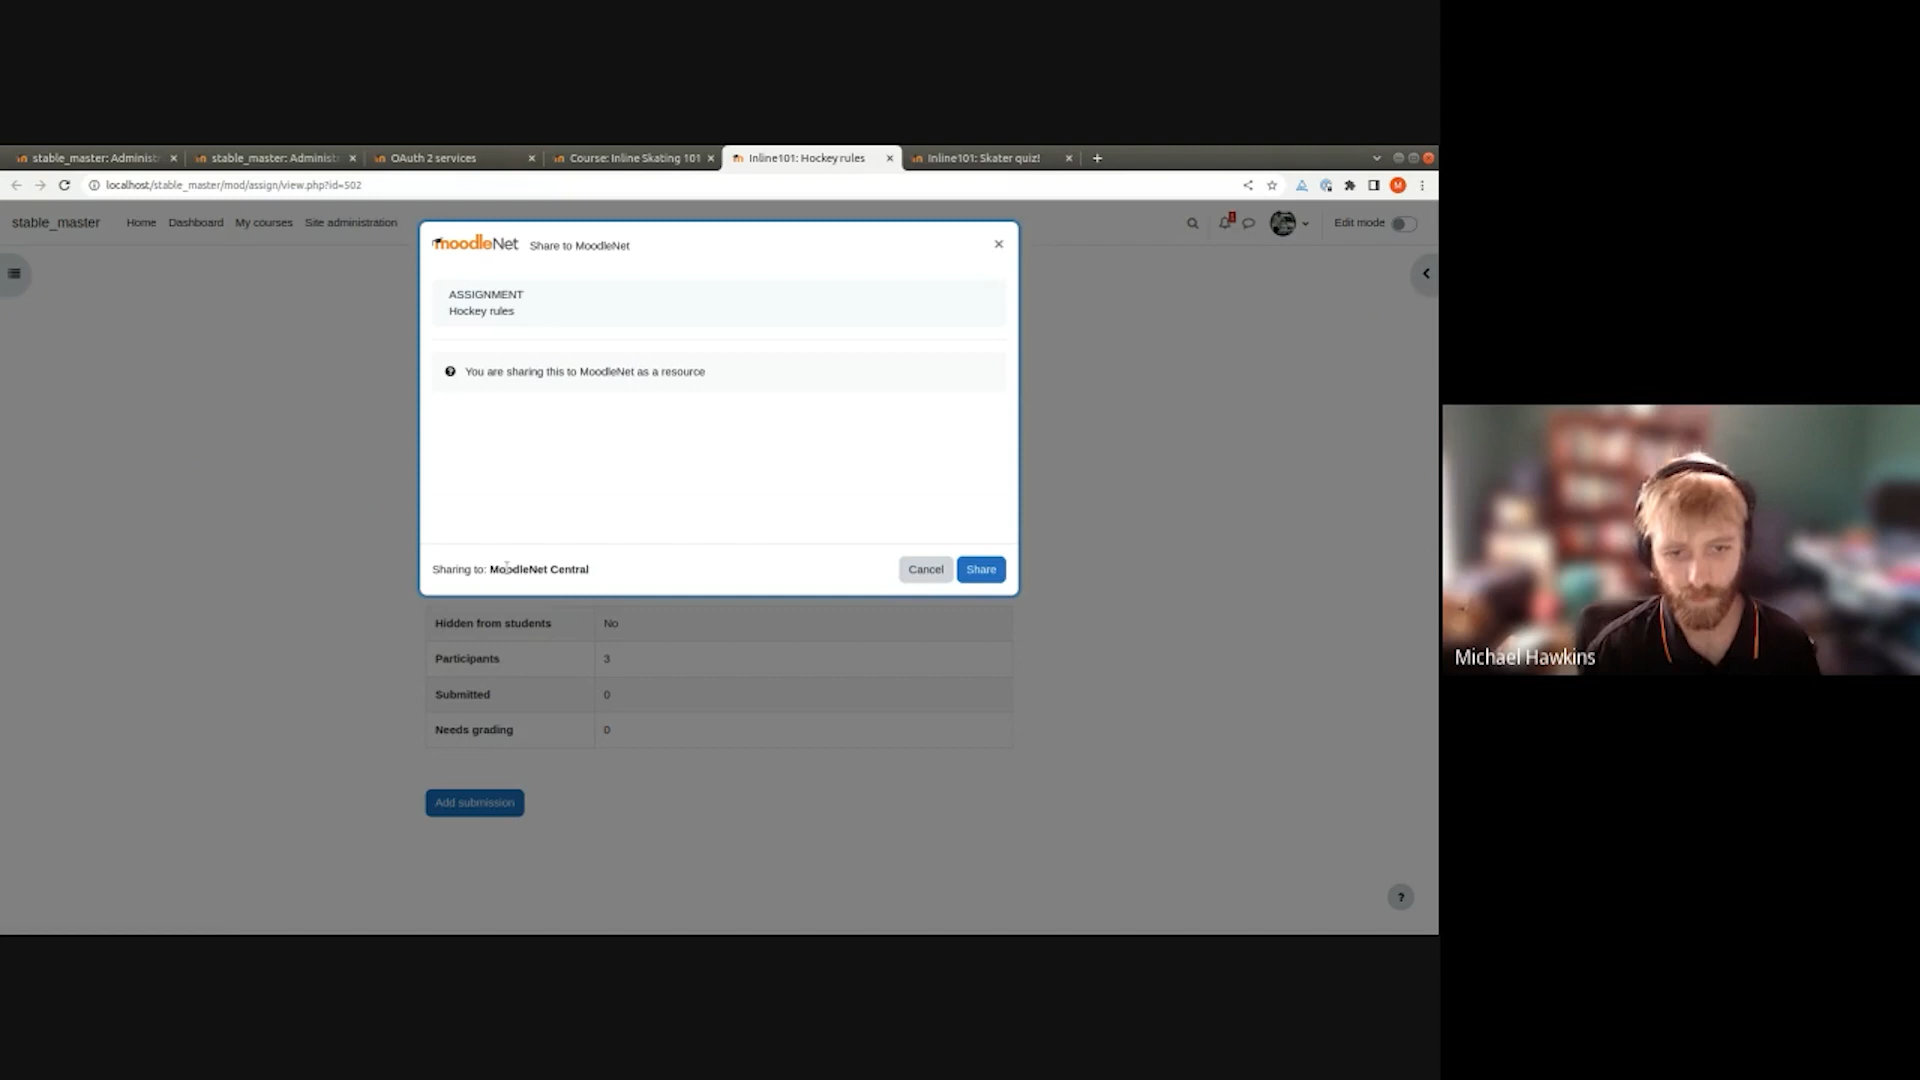 stable_master: Administr
stable_master: Administr
OAuth 2 services
Course: Inline Skating 101
Inline101: Hockey rules
Inline101: Skater quiz!
localhost/stable_master/mod/assign/view.php?id=502
M
stable_master
Home
Dashboard
My courses
Site administration
Edit mode
moodleNet
Share to MoodleNet
ASSIGNMENT
Hockey rules
You are sharing this to MoodleNet as a resource
Sharing to: MoodleNet Central
Cancel
Share
Hidden from students
No
Participants
3
Submitted
0
Needs grading
0
Add submission
?
Michael Hawkins